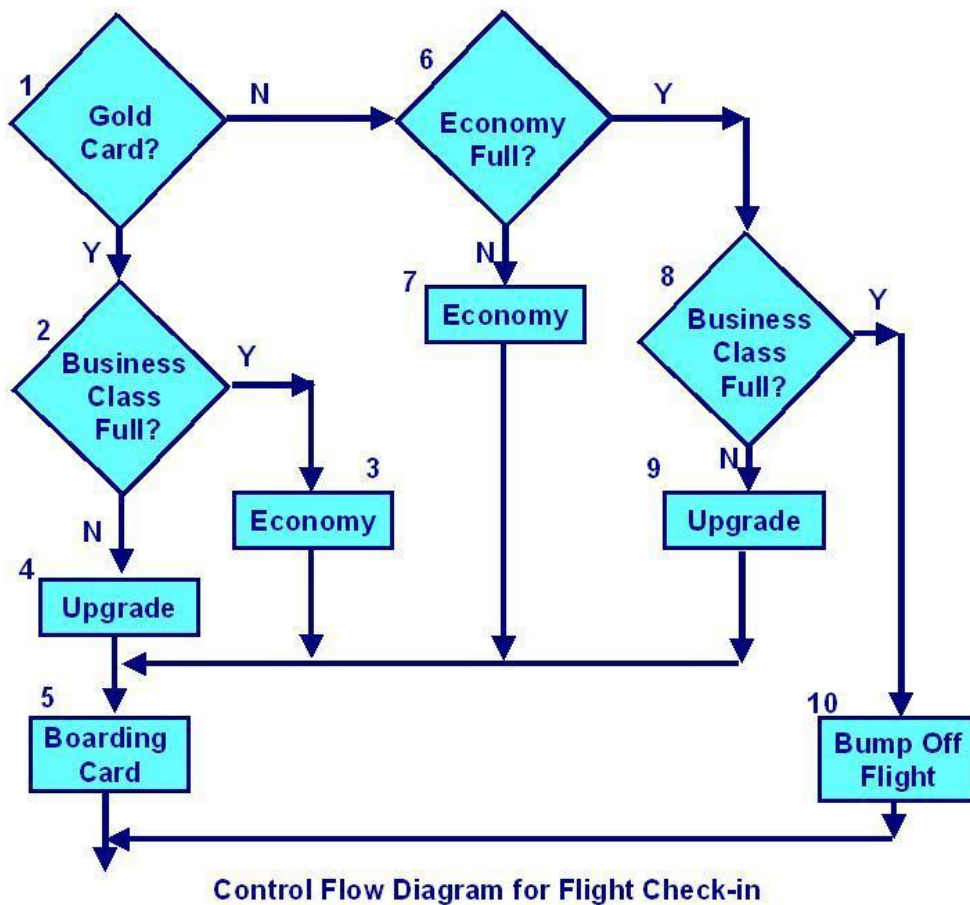 1
Gold
Card?
N
Y
6
Economy
Full?
Y
N
7
Economy
8
Business
Class
Full?
Y
N
2
Business
Class
Full?
Y
N
3
Economy
9
Upgrade
4
Upgrade
5
Boarding
Card
10
Bump Off
Flight
Control Flow Diagram for Flight Check-in